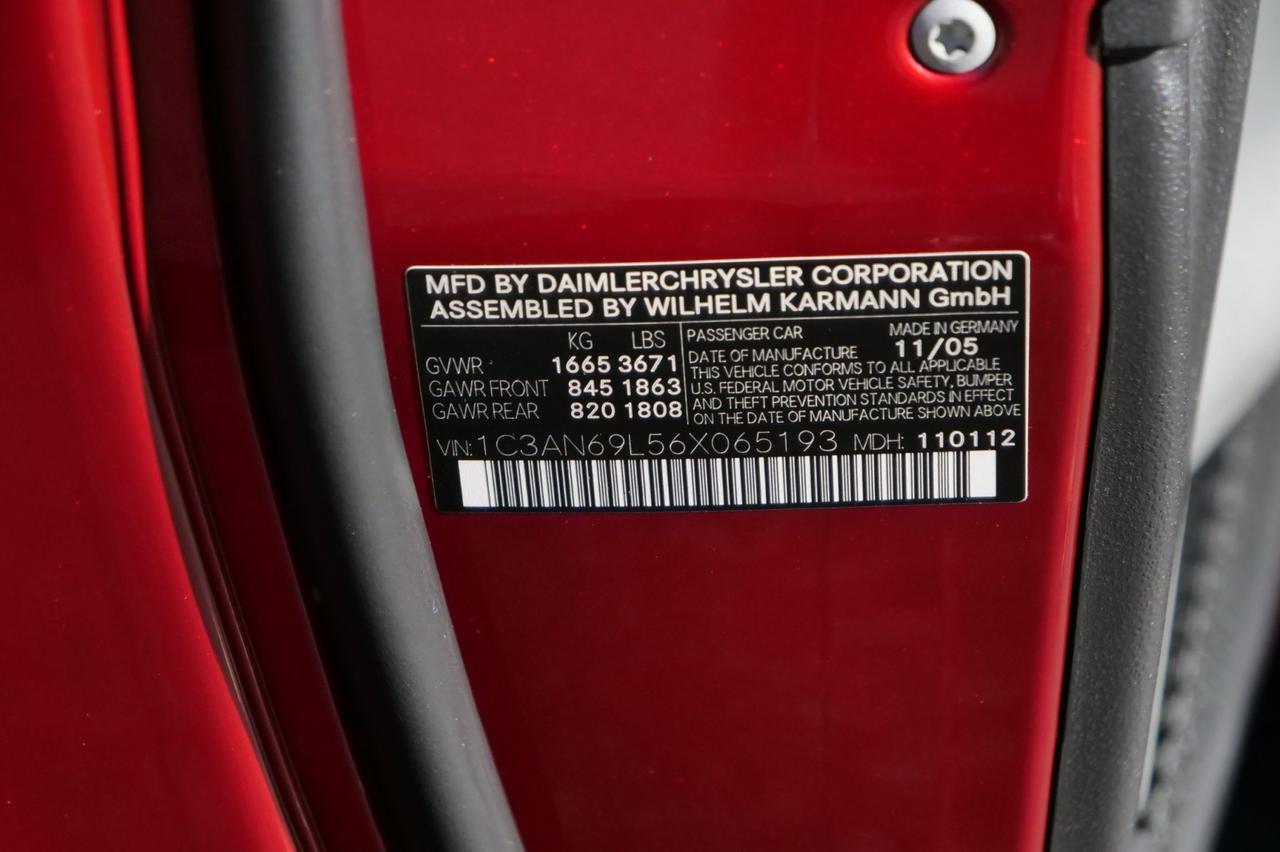 MFD BY DAIMLERCHRYSLER CORPORATION
ASSEMBLED BY WILHELM KARMANN GmbH
KG LBS
GVWR 1665 3671
GAWR FRONT 845 1863
GAWR REAR 820 1808
PASSENGER CAR MADE IN GERMANY
DATE OF MANUFACTURE 11/05
THIS VEHICLE CONFORMS TO ALL APPLICABLE
U.S. FEDERAL MOTOR VEHICLE SAFETY, BUMPER
AND THEFT PREVENTION STANDARDS IN EFFECT
ON THE DATE OF MANUFACTURE SHOWN ABOVE
VIN: 1C3AN69L56X065193 MDH: 110112